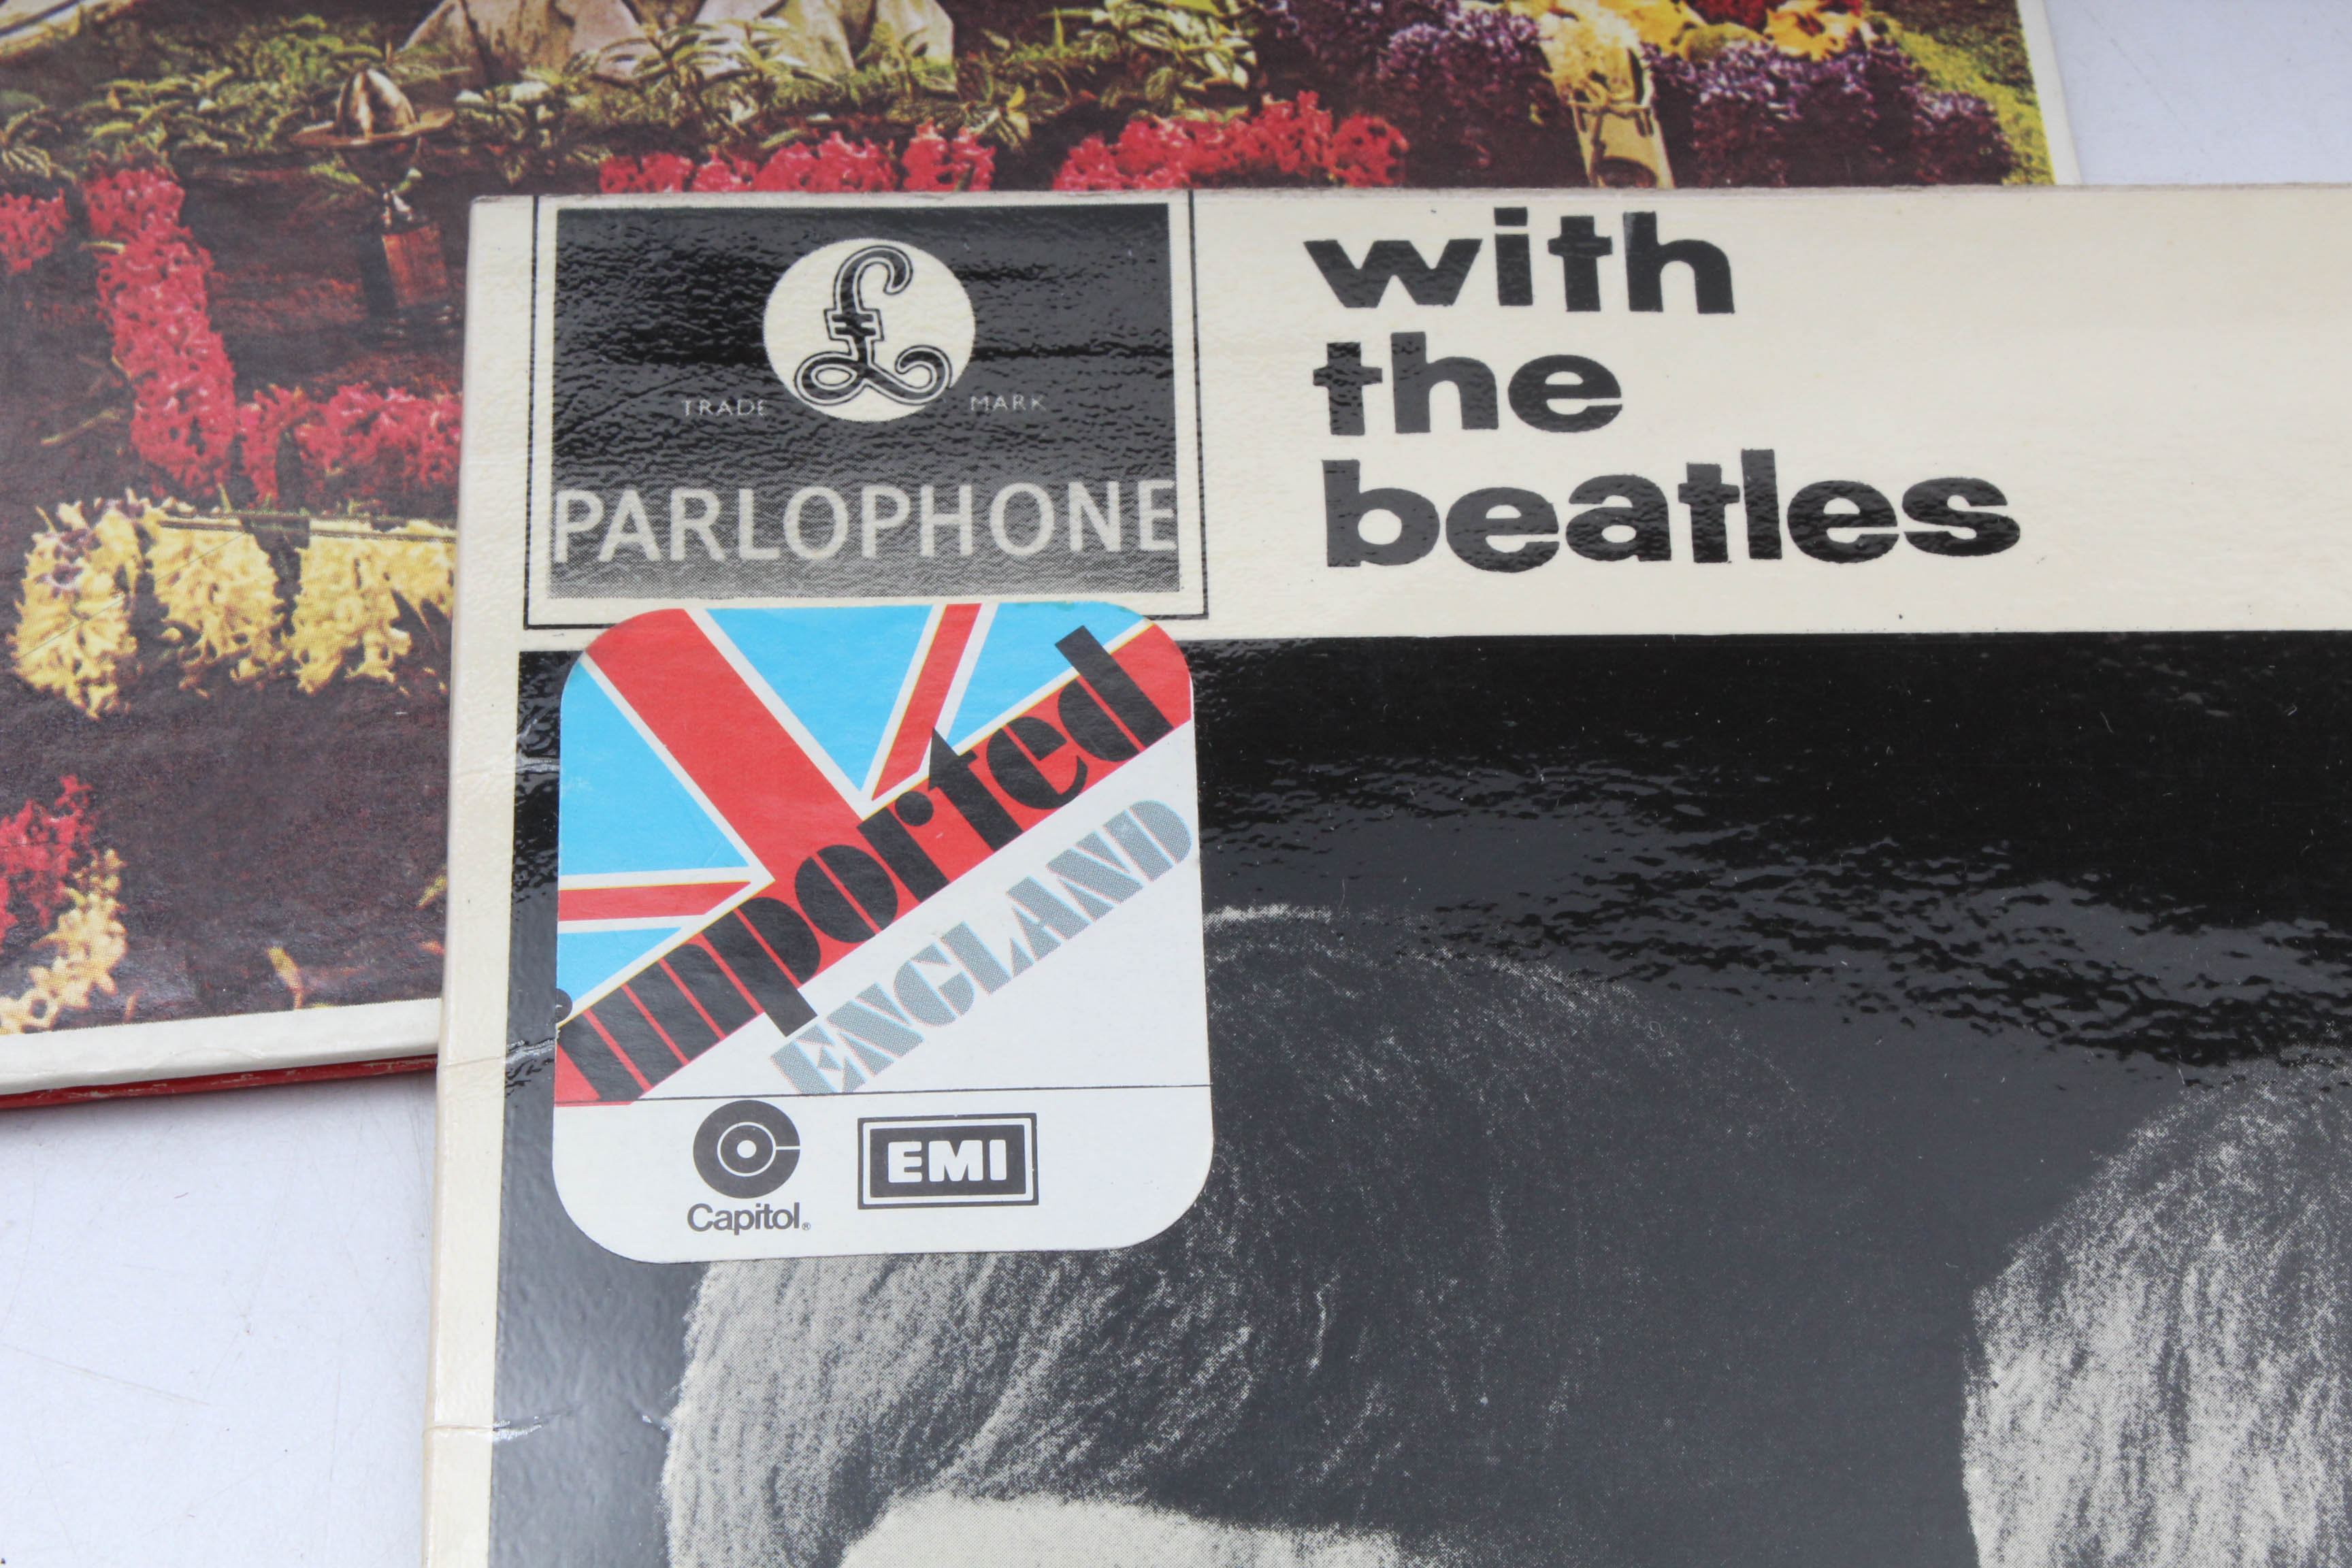 with
the
beatles
£
TRADE MARK
PARLOPHONE
imported
ENGLAND
Capitol®
EMI